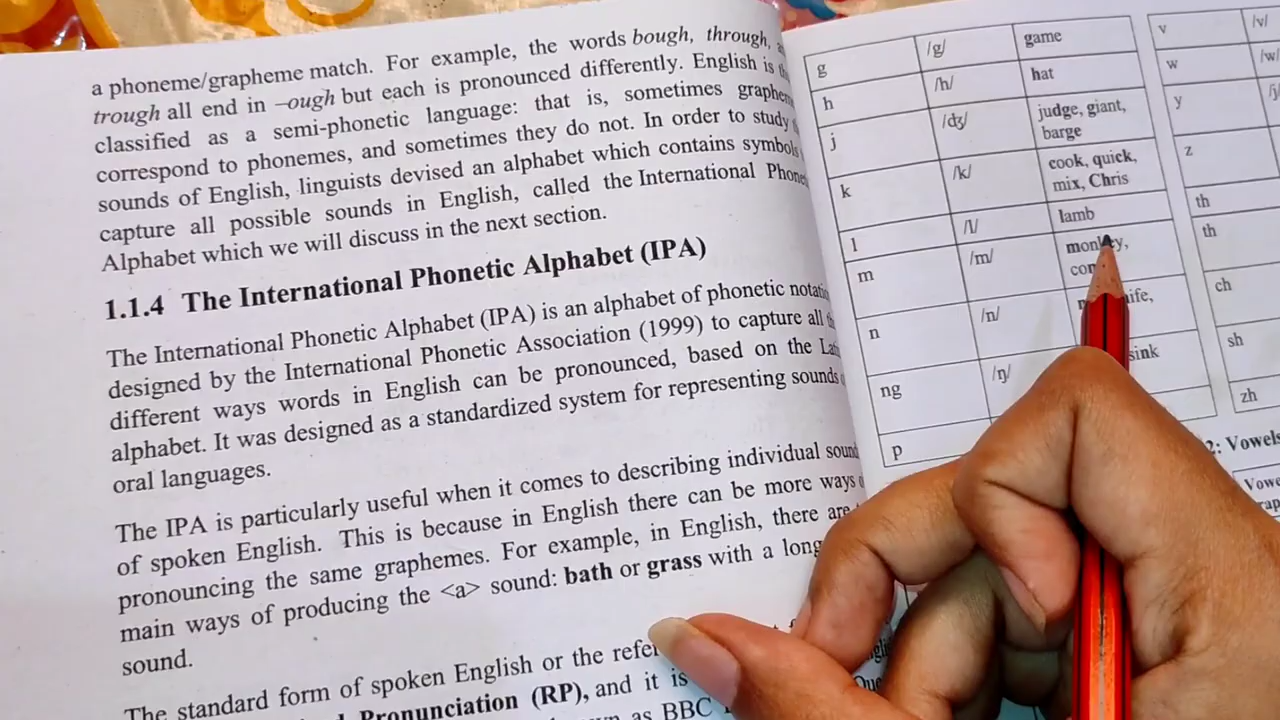 a phoneme/grapheme match. For example, the words bough, through,
trough all end in –ough but each is pronounced differently. English is
classified as a semi-phonetic language: that is, sometimes
correspond to phonemes, and sometimes they do not. In order to study
sounds of English, linguists devised an alphabet which contains symbols
capture all possible sounds in English, called the International
Alphabet which we will discuss in the next section.
1.1.4 The International Phonetic Alphabet (IPA)
The International Phonetic Alphabet (IPA) is an alphabet of phonetic
designed by the International Phonetic Association (1999) to capture all
different ways words in English can be pronounced, based on the
alphabet. It was designed as a standardized system for representing sounds
oral languages.
The IPA is particularly useful when it comes to describing individual
of spoken English. This is because in English there can be more ways
pronouncing the same graphemes. For example, in English, there are
main ways of producing the <a> sound: bath or grass with a long
sound.
The standard form of spoken English or the
Pronunciation (RP), and it is
as BBC
g /g/ game
h /h/ hat
j /dʒ/ judge, giant,
barge
k /k/ cook, quick,
mix, Chris
l /l/ lamb
m /m/ monkey,
n /n/
ng /ŋ/ sink
p
v /v/
w /w/
y
z
th
th
ch
sh
zh
2: Vowels